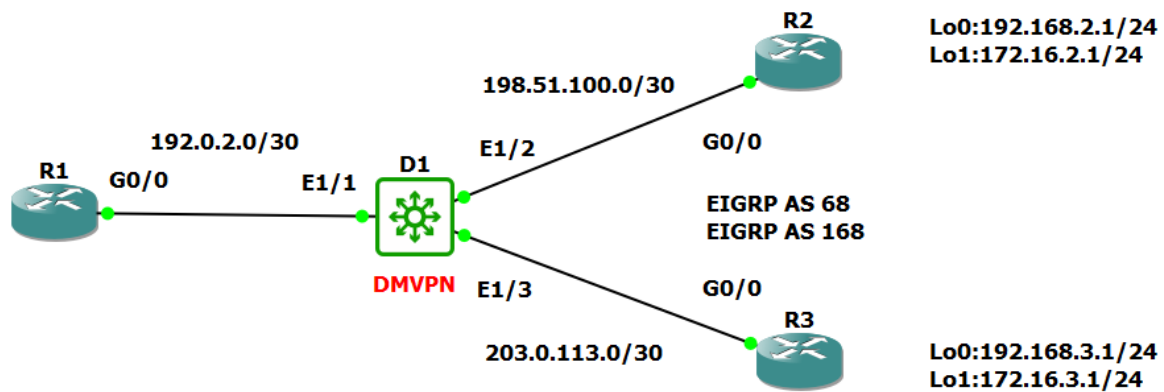 R2
Lo0:192.168.2.1/24
Lo1:172.16.2.1/24
198.51.100.0/30
192.0.2.0/30
E1/2
G0/0
R1
G0/0
E1/1
D1
EIGRP AS 68
EIGRP AS 168
DMVPN
E1/3
G0/0
R3
203.0.113.0/30
Lo0:192.168.3.1/24
Lo1:172.16.3.1/24